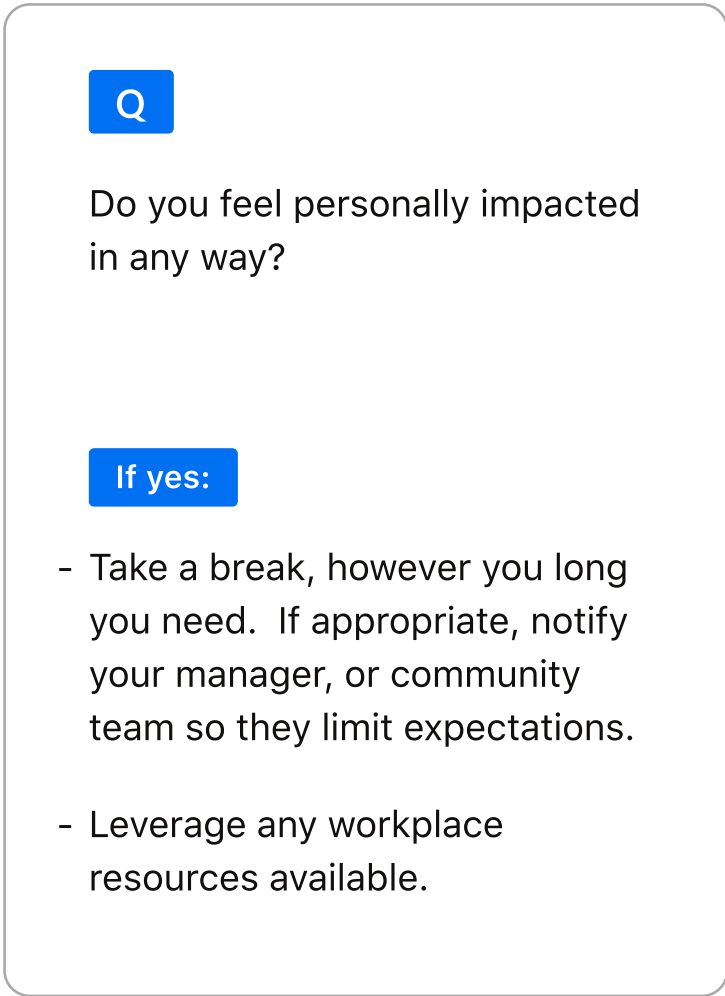 Q
Do you feel personally impacted
in any way?
If yes:
- Take a break, however you long
you need.  If appropriate, notify
your manager, or community
team so they limit expectations.
- Leverage any workplace
resources available.